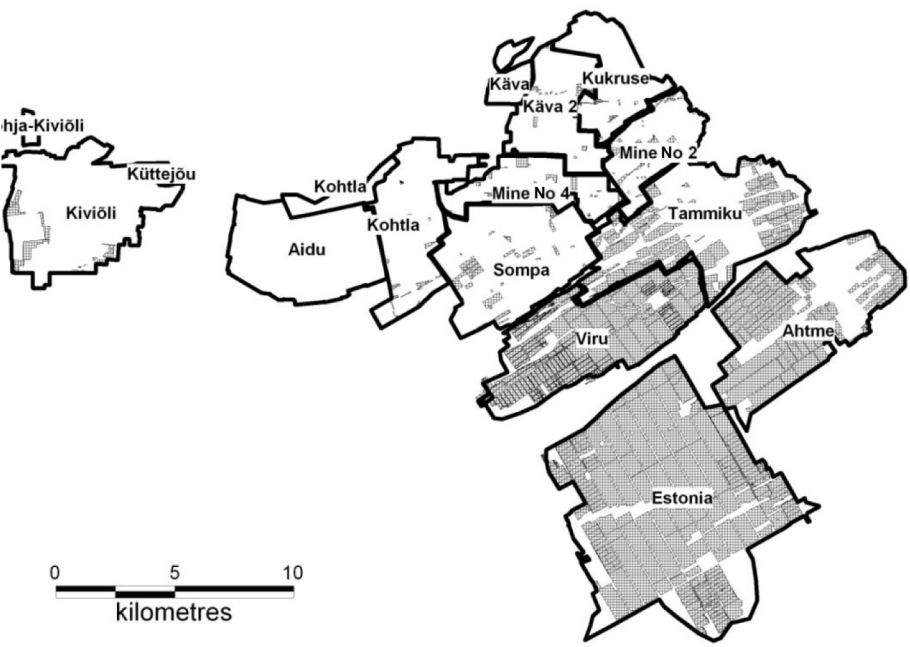 Käva
Kukruse
Käva 2
hja-Kiviõli
Mine No 2
Küttejõu
Kohtla
Mine No 4
Kiviõli
Tammiku
Kohtla
Aidu
Sompa
Viru
Ahtme
Estonia
0 5 10
kilometres